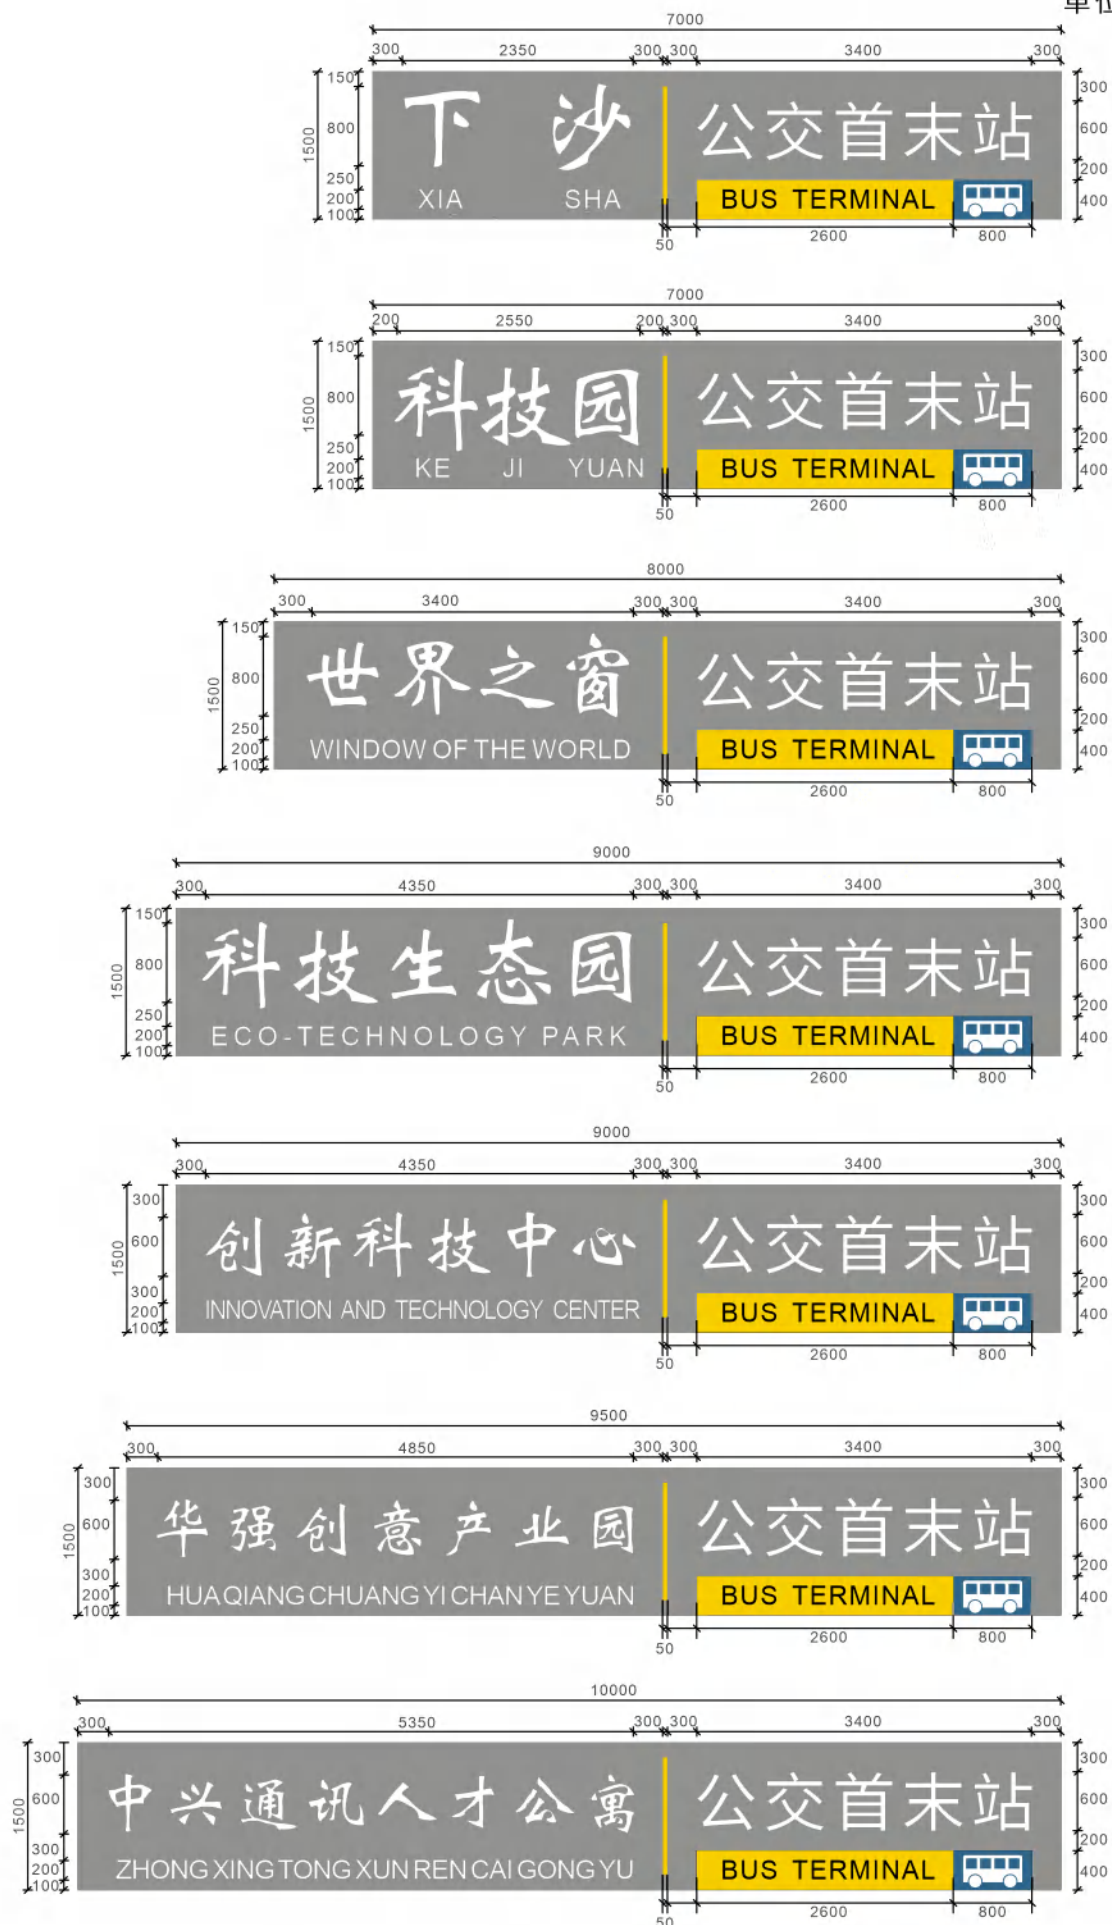 单位
7000
300 2350 300 300 3400 300
1500
150
800
250
200
100
下 沙
XIA SHA
公交首末站
BUS TERMINAL
300
600
200
400
50 2600 800
7000
200 2550 200 300 3400 300
1500
150
800
250
200
100
科技园
KE JI YUAN
公交首末站
BUS TERMINAL
300
600
200
400
50 2600 800
8000
300 3400 300 300 3400 300
1500
150
800
250
200
100
世界之窗
WINDOW OF THE WORLD
公交首末站
BUS TERMINAL
300
600
200
400
50 2600 800
9000
300 4350 300 300 3400 300
1500
150
800
250
200
100
科技生态园
ECO-TECHNOLOGY PARK
公交首末站
BUS TERMINAL
300
600
200
400
50 2600 800
9000
300 4350 300 300 3400 300
1500
300
600
300
200
100
创新科技中心
INNOVATION AND TECHNOLOGY CENTER
公交首末站
BUS TERMINAL
300
600
200
400
50 2600 800
9500
300 4850 300 300 3400 300
1500
300
600
300
200
100
华强创意产业园
HUA QIANG CHUANG YI CHAN YE YUAN
公交首末站
BUS TERMINAL
300
600
200
400
50 2600 800
10000
300 5350 300 300 3400 300
1500
300
600
300
200
100
中兴通讯人才公寓
ZHONG XING TONG XUN REN CAI GONG YU
公交首末站
BUS TERMINAL
300
600
200
400
50 2600 800